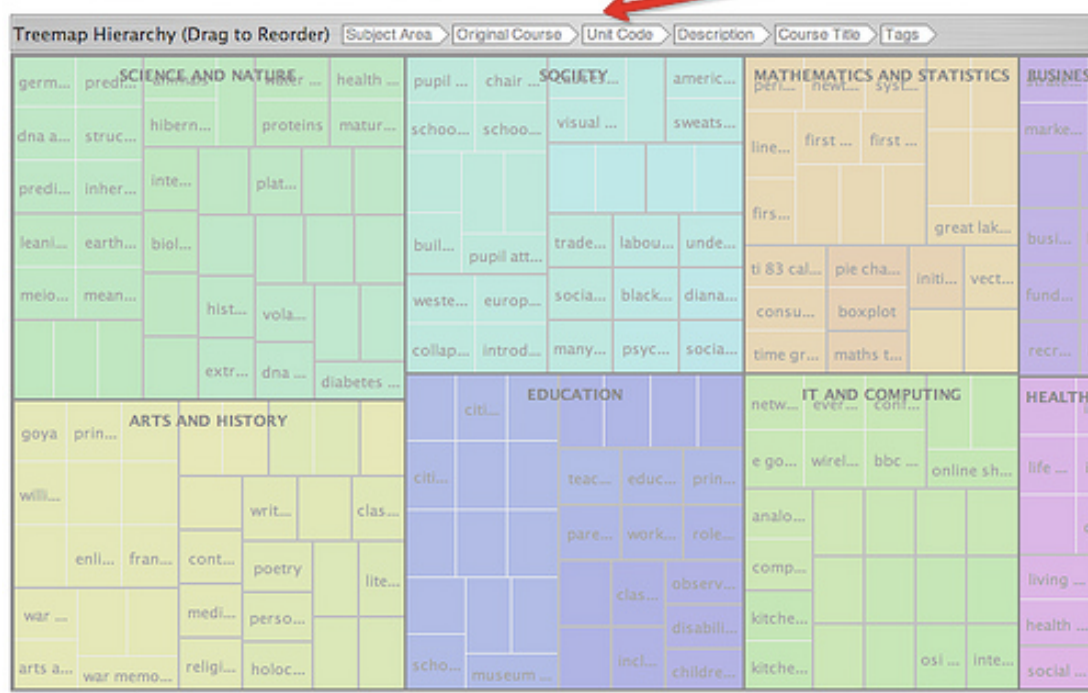 Treemap Hierarchy (Drag to Reorder) Subject Area Original Course Unit Code Description Course Title Tags
SCIENCE AND NATURE
germ... health ...
hibern... proteins matur...
dna a... struc...
predi... inher... inte... plat...
leani... earth... biol...
meio... mean... hist... vola...
extr... dna ... diabetes ...
SOCIETY
pupil ... chair ... americ...
schoo... schoo... visual ... sweats...
buil... pupil att... trade... labou... unde...
weste... europ... socia... black... diana...
collap... introd... many... psyc... socia...
MATHEMATICS AND STATISTICS
peri... newt... syst...
line... first ... first ...
firs... great lak...
ti 83 cal... pie cha... initi... vect...
consu... boxplot
time gr... maths t...
BUSINES
marke...
busi...
fund...
recr...
ARTS AND HISTORY
goya prin...
willi...
writ... clas...
enli... fran... cont... poetry lite...
war ... medi... perso...
arts a... war memo... religi... holoc...
EDUCATION
citi...
citi... teac... educ... prin...
pare... work... role...
clas... observ...
disabili...
scho... museum ... incl... childre...
IT AND COMPUTING
netw... ever... conf...
e go... wirel... bbc ... online sh...
analo...
comp...
kitche...
kitche... osi ... inte...
HEALTH
life ...
living ...
health ...
social ...